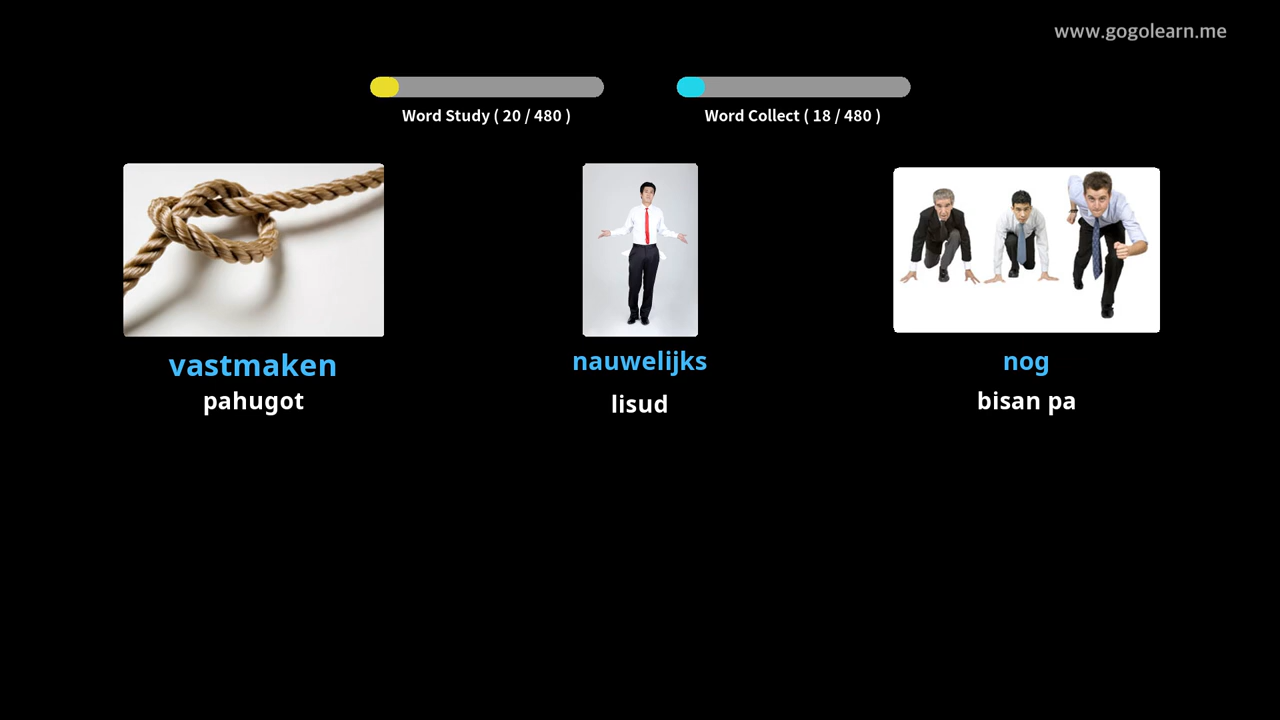 www.gogolearn.me
Word Study ( 20 / 480 )
Word Collect ( 18 / 480 )
vastmaken
pahugot
nauwelijks
lisud
nog
bisan pa